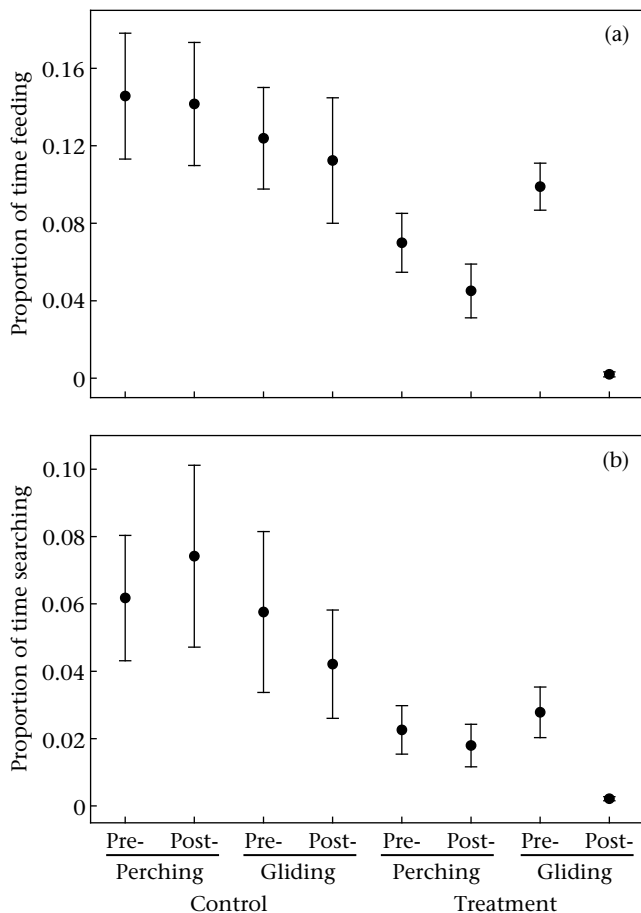 (a)
Proportion of time feeding
0.16
0.12
0.08
0.04
0
(b)
Proportion of time searching
0.10
0.08
0.06
0.04
0.02
0
Pre- Post- Pre- Post- Pre- Post- Pre- Post-
Perching Gliding Perching Gliding
Control Treatment